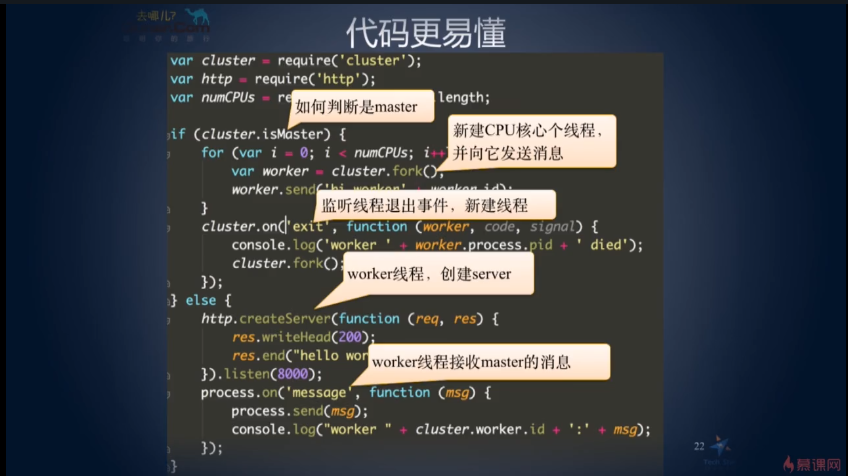 去哪儿?
代码更易懂
var cluster = require('cluster');
var http = require('http');
var numCPUs = re .length;
如何判断是master
if (cluster.isMaster) {
新建CPU核心个线程，
并向它发送消息
for (var i = 0; i < numCPUs; i++
var worker = cluster.fork();
worker.send('hi worker' + worker.id);
}
监听线程退出事件，新建线程
cluster.on('exit', function (worker, code, signal) {
console.log('worker ' + worker.process.pid + ' died');
cluster.fork();
});
worker线程，创建server
} else {
http.createServer(function (req, res) {
res.writeHead(200);
res.end("hello wor
worker线程接收master的消息
}).listen(8000);
process.on('message', function (msg) {
process.send(msg);
console.log("worker " + cluster.worker.id + ':' + msg);
});
}
22
慕课网